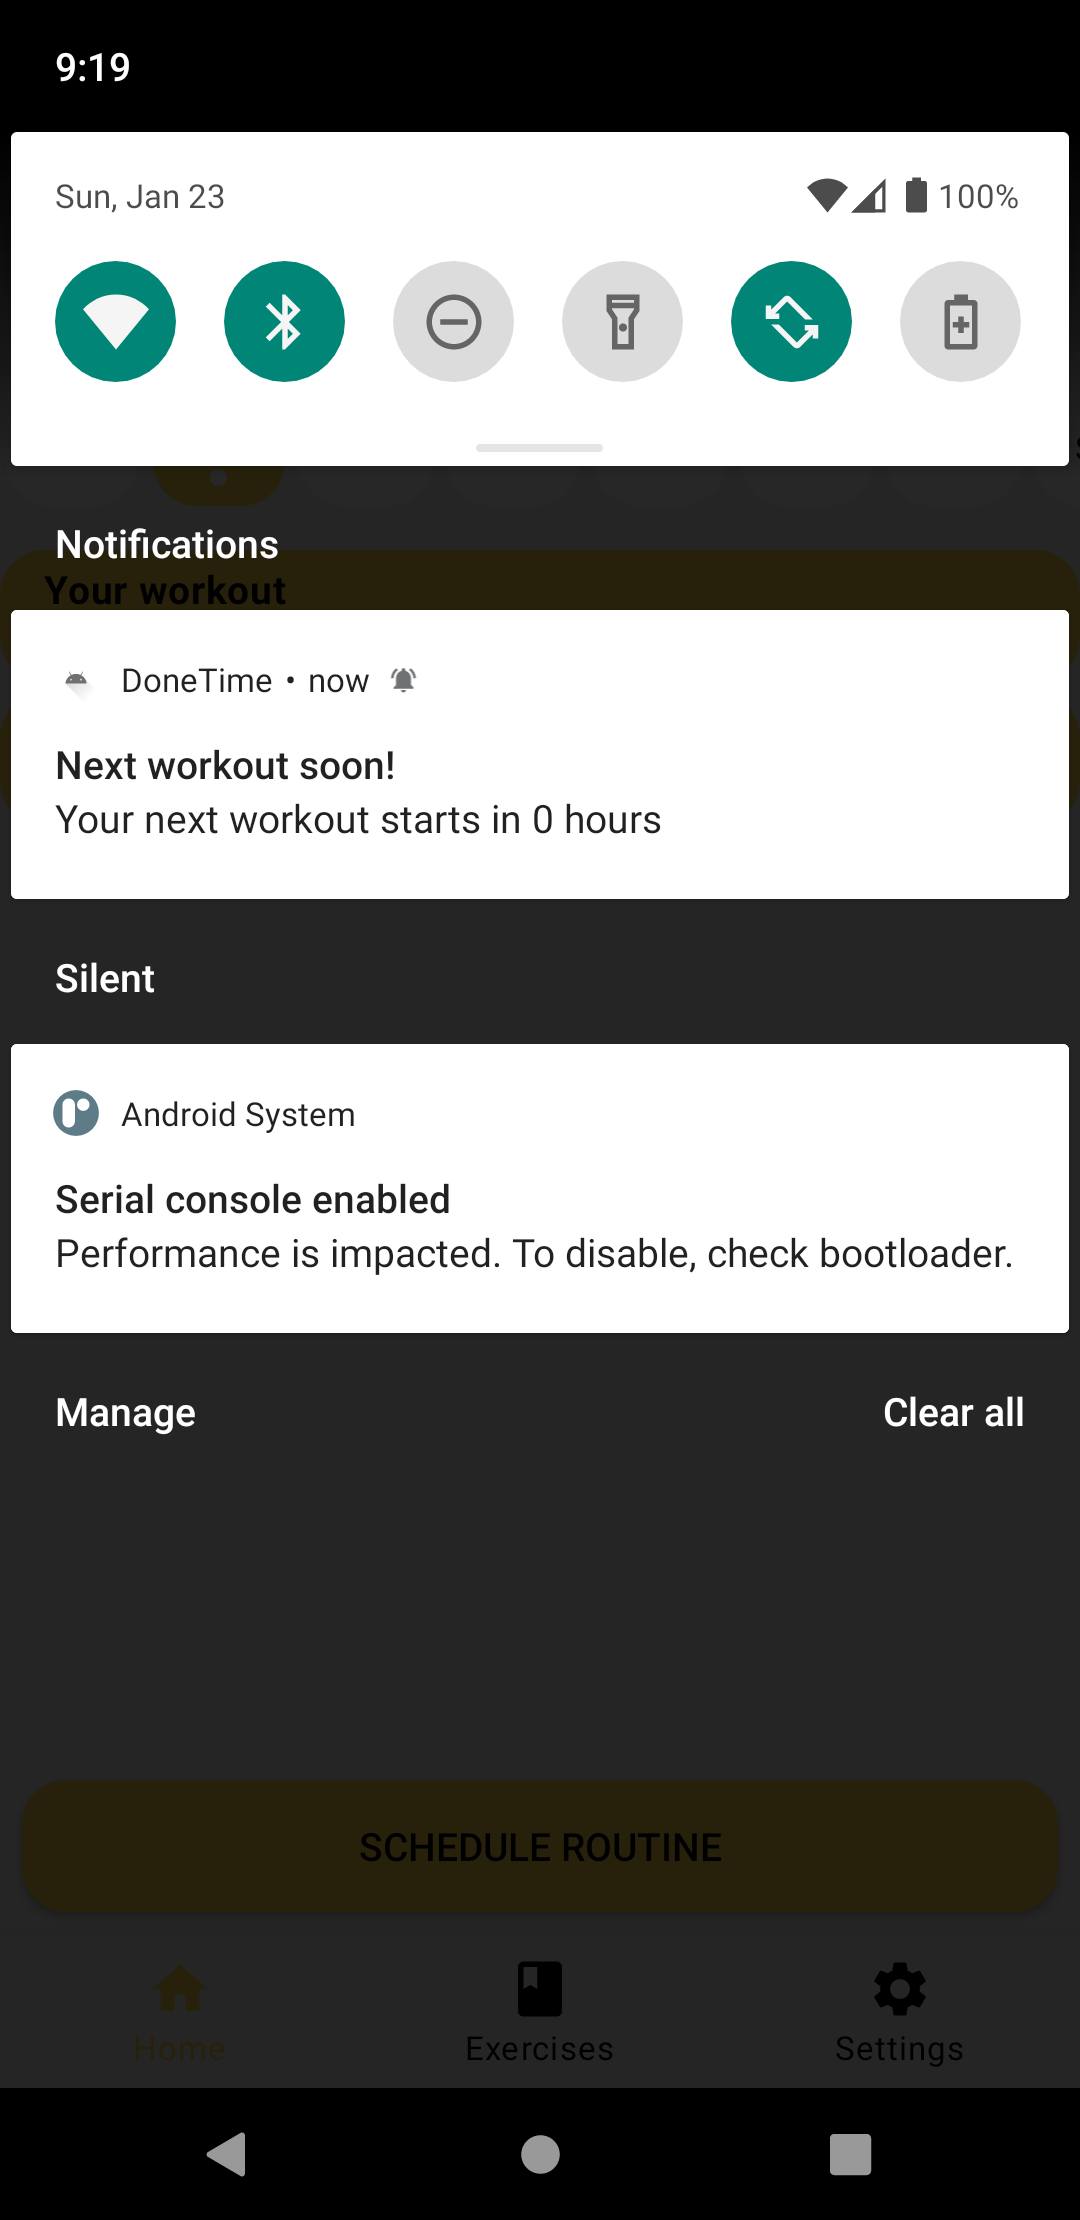 9:19
Sun, Jan 23
100%
Notifications
Your workout
DoneTime • now
Next workout soon!
Your next workout starts in 0 hours
Silent
Android System
Serial console enabled
Performance is impacted. To disable, check bootloader.
Manage
Clear all
SCHEDULE ROUTINE
Home
Exercises
Settings